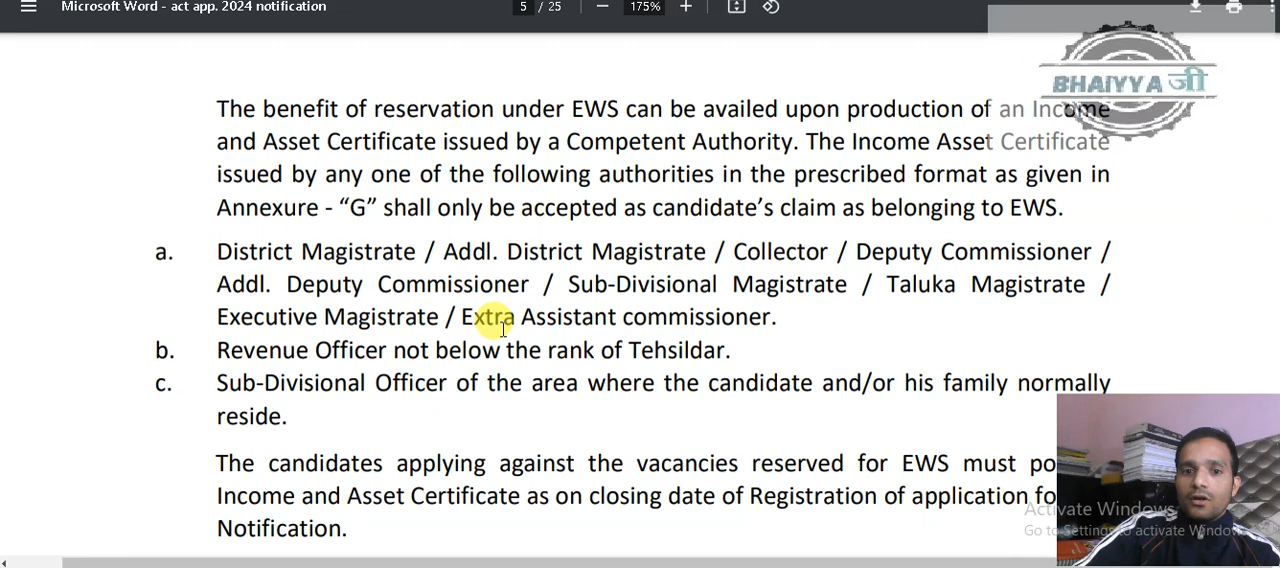 Microsoft Word - act app. 2024 notification
5 / 25
175%
BHAIYYA जी
The benefit of reservation under EWS can be availed upon production of an Income
and Asset Certificate issued by a Competent Authority. The Income Asset Certificate
issued by any one of the following authorities in the prescribed format as given in
Annexure - “G” shall only be accepted as candidate’s claim as belonging to EWS.
a. District Magistrate / Addl. District Magistrate / Collector / Deputy Commissioner /
Addl. Deputy Commissioner / Sub-Divisional Magistrate / Taluka Magistrate /
Executive Magistrate / Extra Assistant commissioner.
b. Revenue Officer not below the rank of Tehsildar.
c. Sub-Divisional Officer of the area where the candidate and/or his family normally
reside.
The candidates applying against the vacancies reserved for EWS must po
Income and Asset Certificate as on closing date of Registration of application fo
Notification.
Activate Windows
Go to Settings to activate Windo